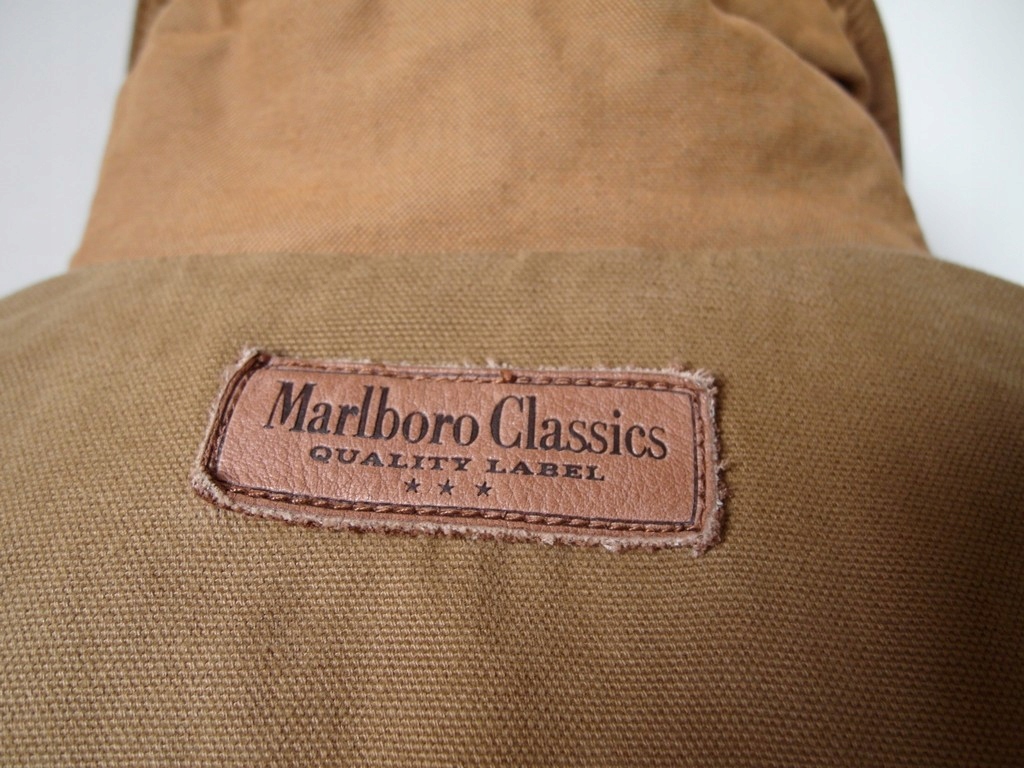 Marlboro Classics
QUALITY LABEL
★ ★ ★